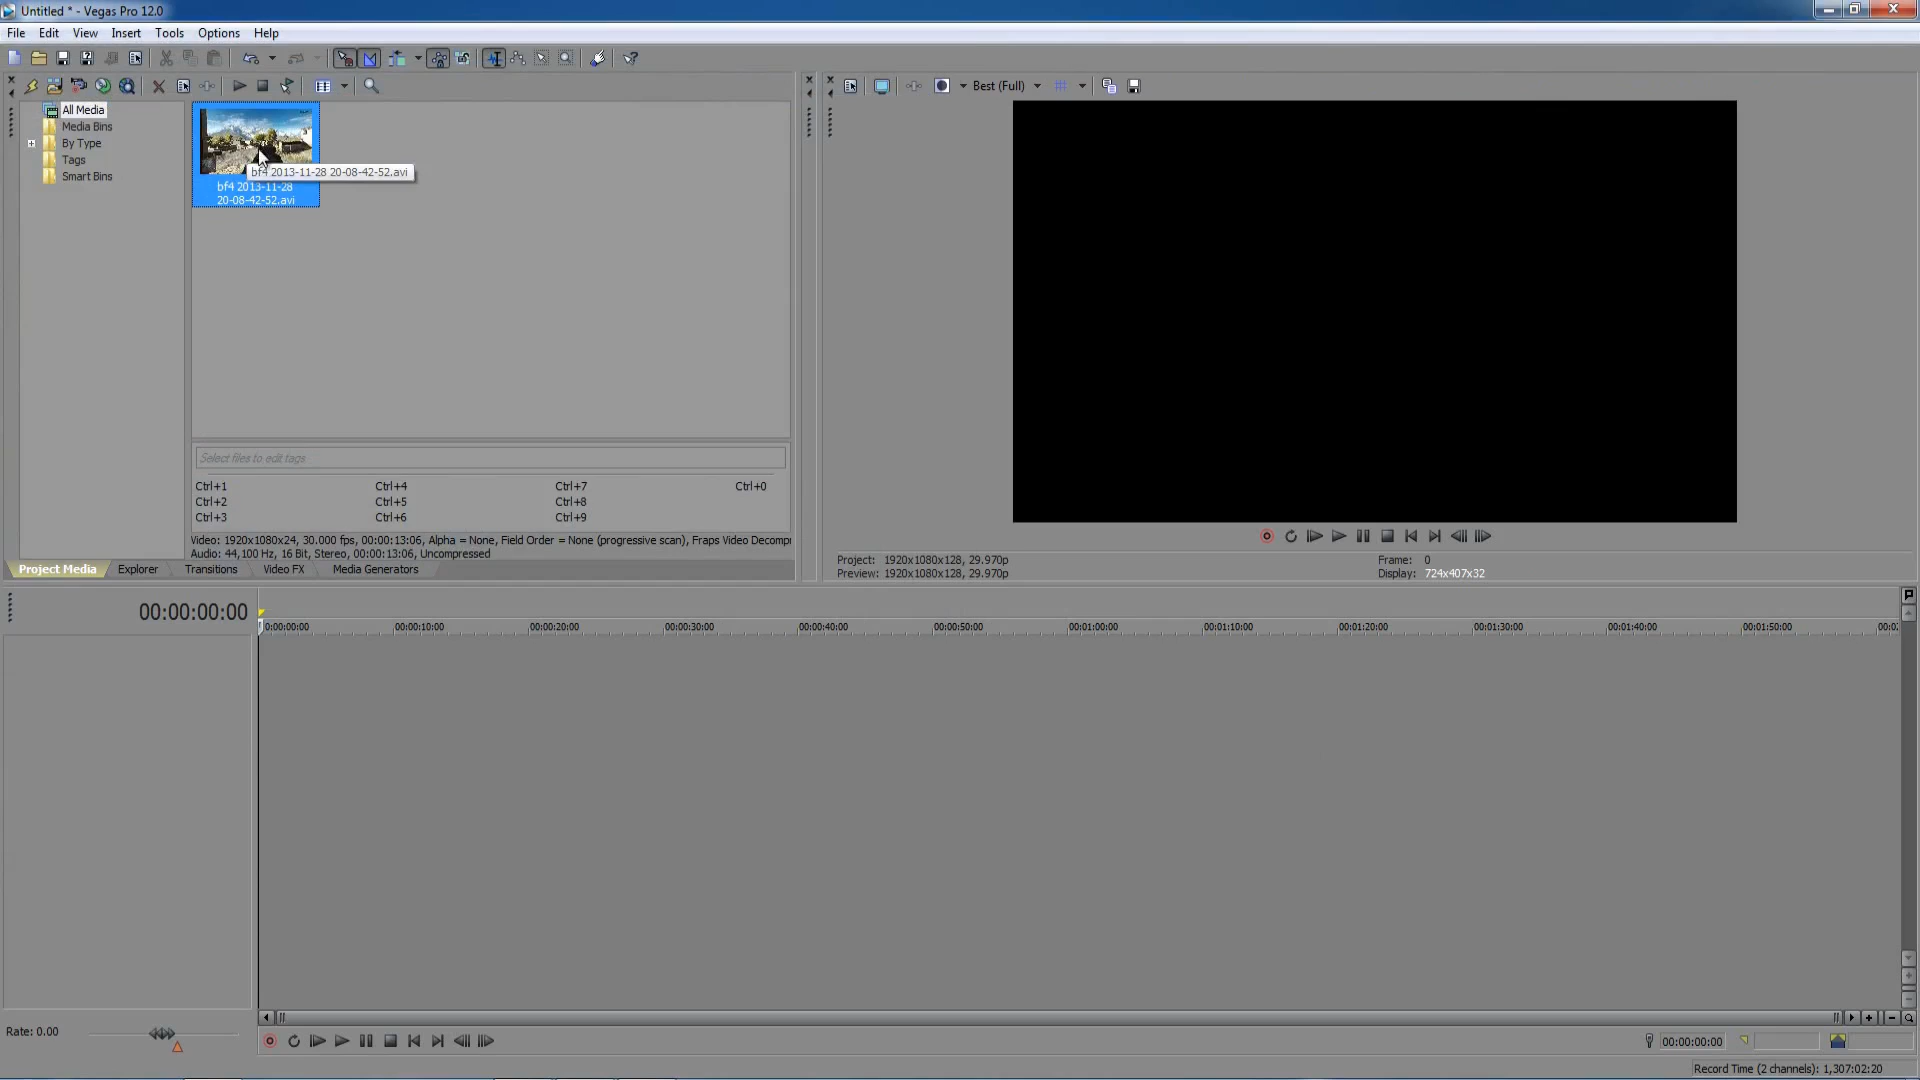 Untitled * - Vegas Pro 12.0
File Edit View Insert Tools Options Help
Best (Full)
All Media
Media Bins
By Type
Tags
Smart Bins
bf4 2013-11-28 20-08-42-52.avi
bf4 2013-11-28
20-08-42-52.avi
Select files to edit tags
Ctrl+1 Ctrl+4 Ctrl+7 Ctrl+0
Ctrl+2 Ctrl+5 Ctrl+8
Ctrl+3 Ctrl+6 Ctrl+9
Video: 1920x1080x24, 30.000 fps, 00:00:13:06, Alpha = None, Field Order = None (progressive scan), Fraps Video Decompr
Audio: 44,100 Hz, 16 Bit, Stereo, 00:00:13:06, Uncompressed
Project Media Explorer Transitions Video FX Media Generators
Project: 1920x1080x128, 29.970p Frame: 0
Preview: 1920x1080x128, 29.970p Display: 724x407x32
00:00:00:00
0:00:00:00 00:00:10:00 00:00:20:00 00:00:30:00 00:00:40:00 00:00:50:00 00:01:00:00 00:01:10:00 00:01:20:00 00:01:30:00 00:01:40:00 00:01:50:00
Rate: 0.00
00:00:00:00
Record Time (2 channels): 1,307:02:20